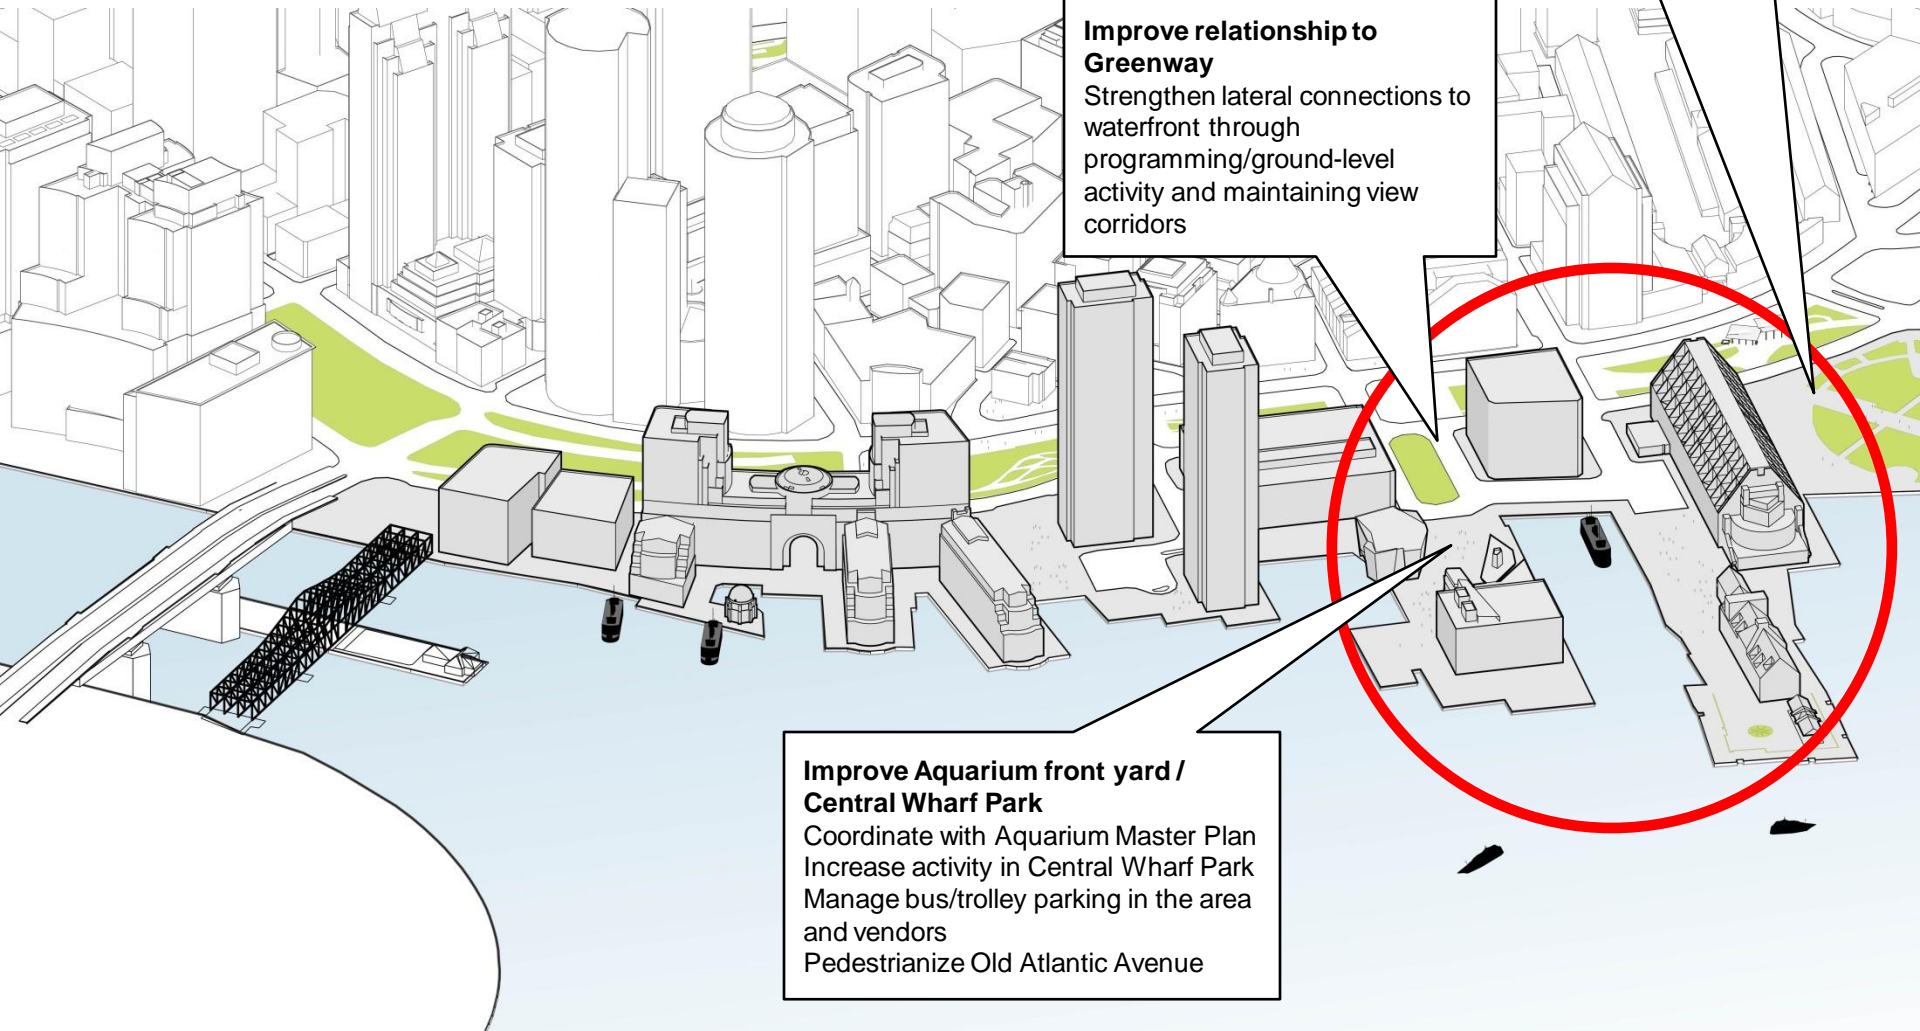 Improve relationship to
Greenway
Strengthen lateral connections to
waterfront through
programming/ground-level
activity and maintaining view
corridors
Improve Aquarium front yard /
Central Wharf Park
Coordinate with Aquarium Master Plan
Increase activity in Central Wharf Park
Manage bus/trolley parking in the area
and vendors
Pedestrianize Old Atlantic Avenue